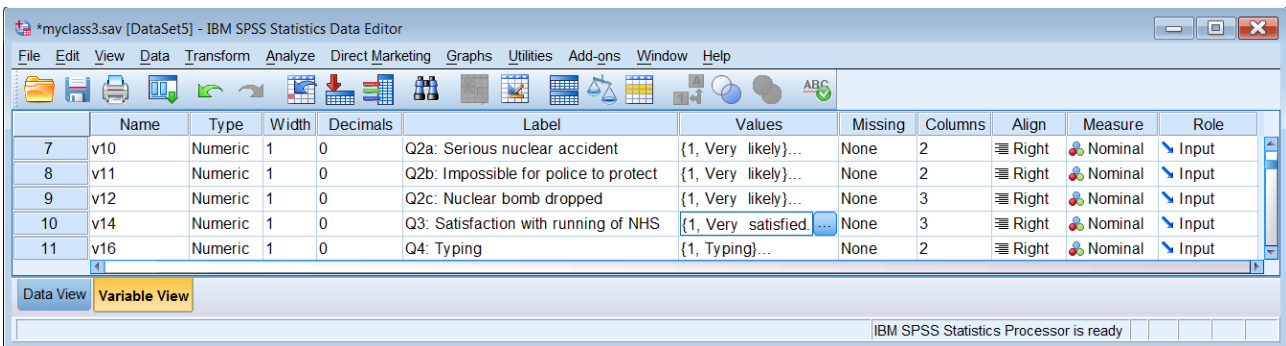 *myclass3.sav [DataSet5] - IBM SPSS Statistics Data Editor
File Edit View Data Transform Analyze Direct Marketing Graphs Utilities Add-ons Window Help
ABC
Name Type Width Decimals Label Values Missing Columns Align Measure Role
7 v10 Numeric 1 0 Q2a: Serious nuclear accident {1, Very likely}... None 2 Right Nominal Input
8 v11 Numeric 1 0 Q2b: Impossible for police to protect {1, Very likely}... None 2 Right Nominal Input
9 v12 Numeric 1 0 Q2c: Nuclear bomb dropped {1, Very likely}... None 3 Right Nominal Input
10 v14 Numeric 1 0 Q3: Satisfaction with running of NHS {1, Very satisfied. ... None 3 Right Nominal Input
11 v16 Numeric 1 0 Q4: Typing {1, Typing}... None 2 Right Nominal Input
Data View Variable View
IBM SPSS Statistics Processor is ready